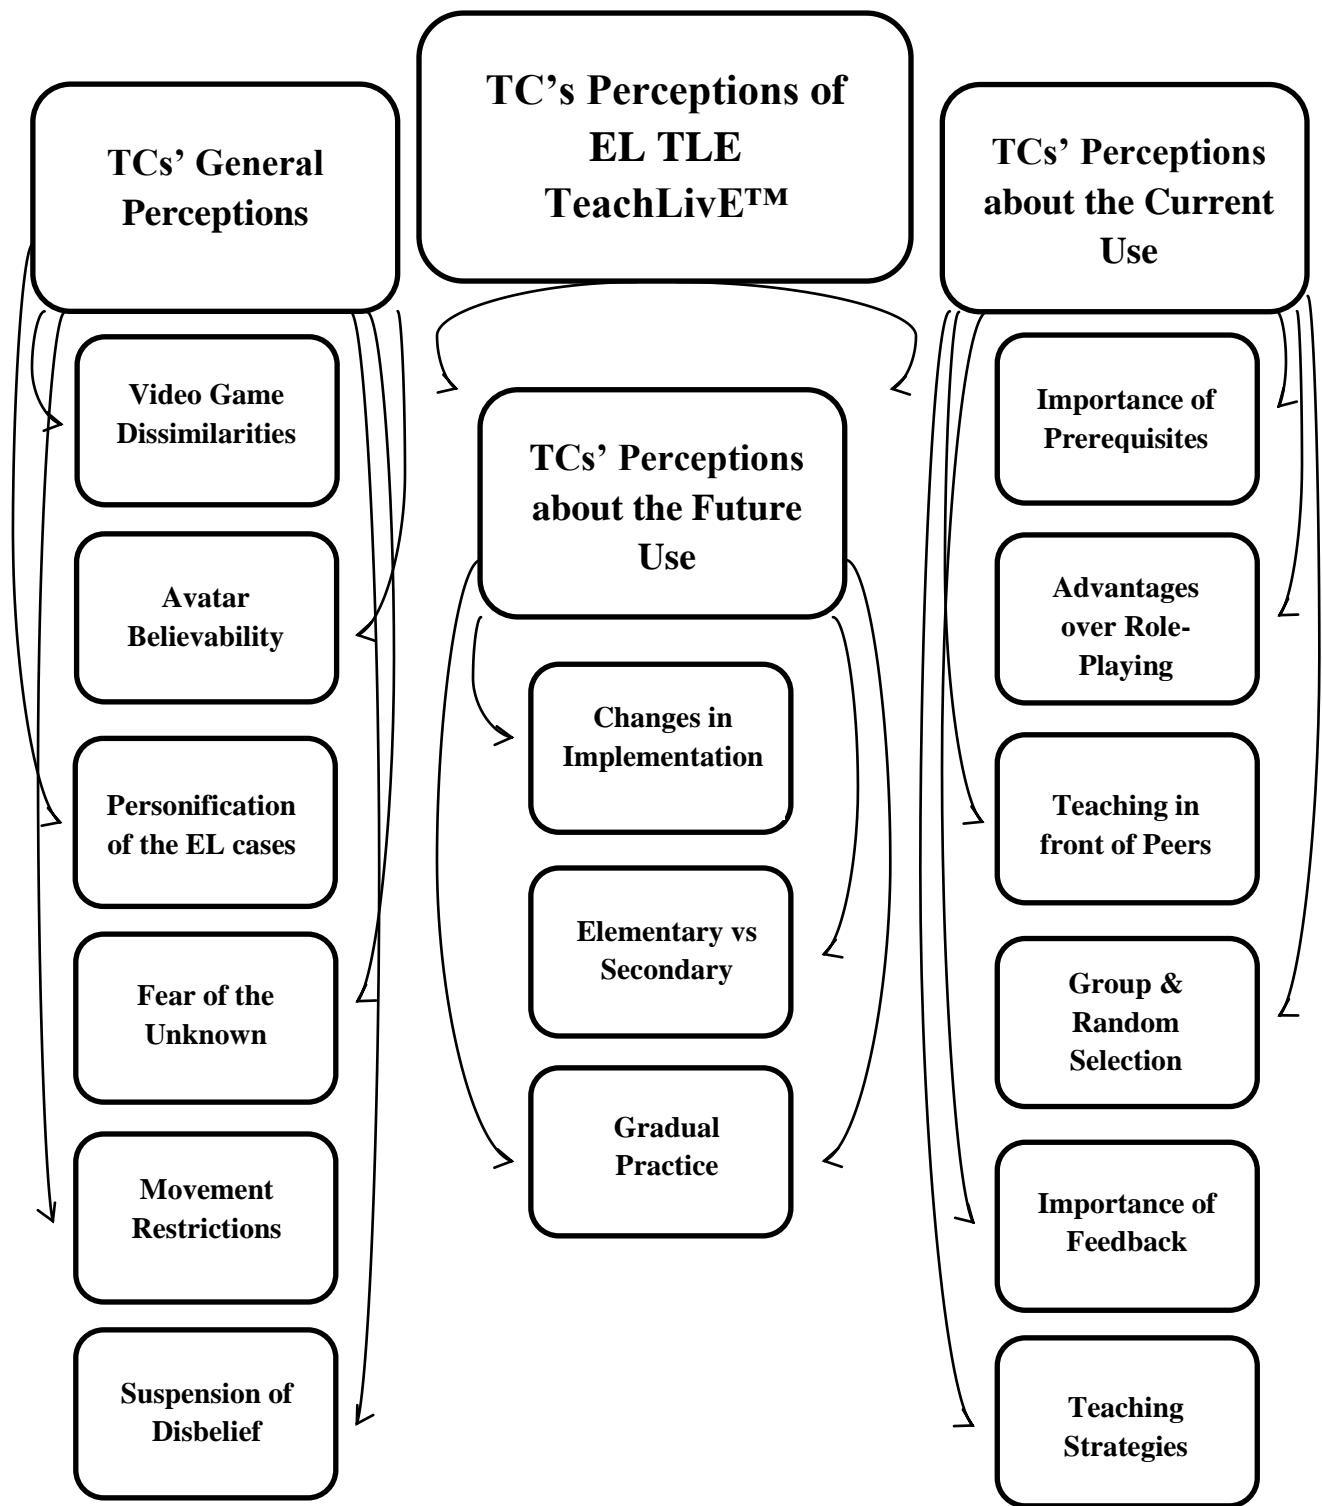 TC's Perceptions of
EL TLE
TeachLivE™
TCs’ General
Perceptions
Video Game
Dissimilarities
Avatar
Believability
Personification
of the EL cases
Fear of the
Unknown
Movement
Restrictions
Suspension of
Disbelief
TCs’ Perceptions
about the Future
Use
Changes in
Implementation
Elementary vs
Secondary
Gradual
Practice
TCs’ Perceptions
about the Current
Use
Importance of
Prerequisites
Advantages
over Role-
Playing
Teaching in
front of Peers
Group &
Random
Selection
Importance of
Feedback
Teaching
Strategies